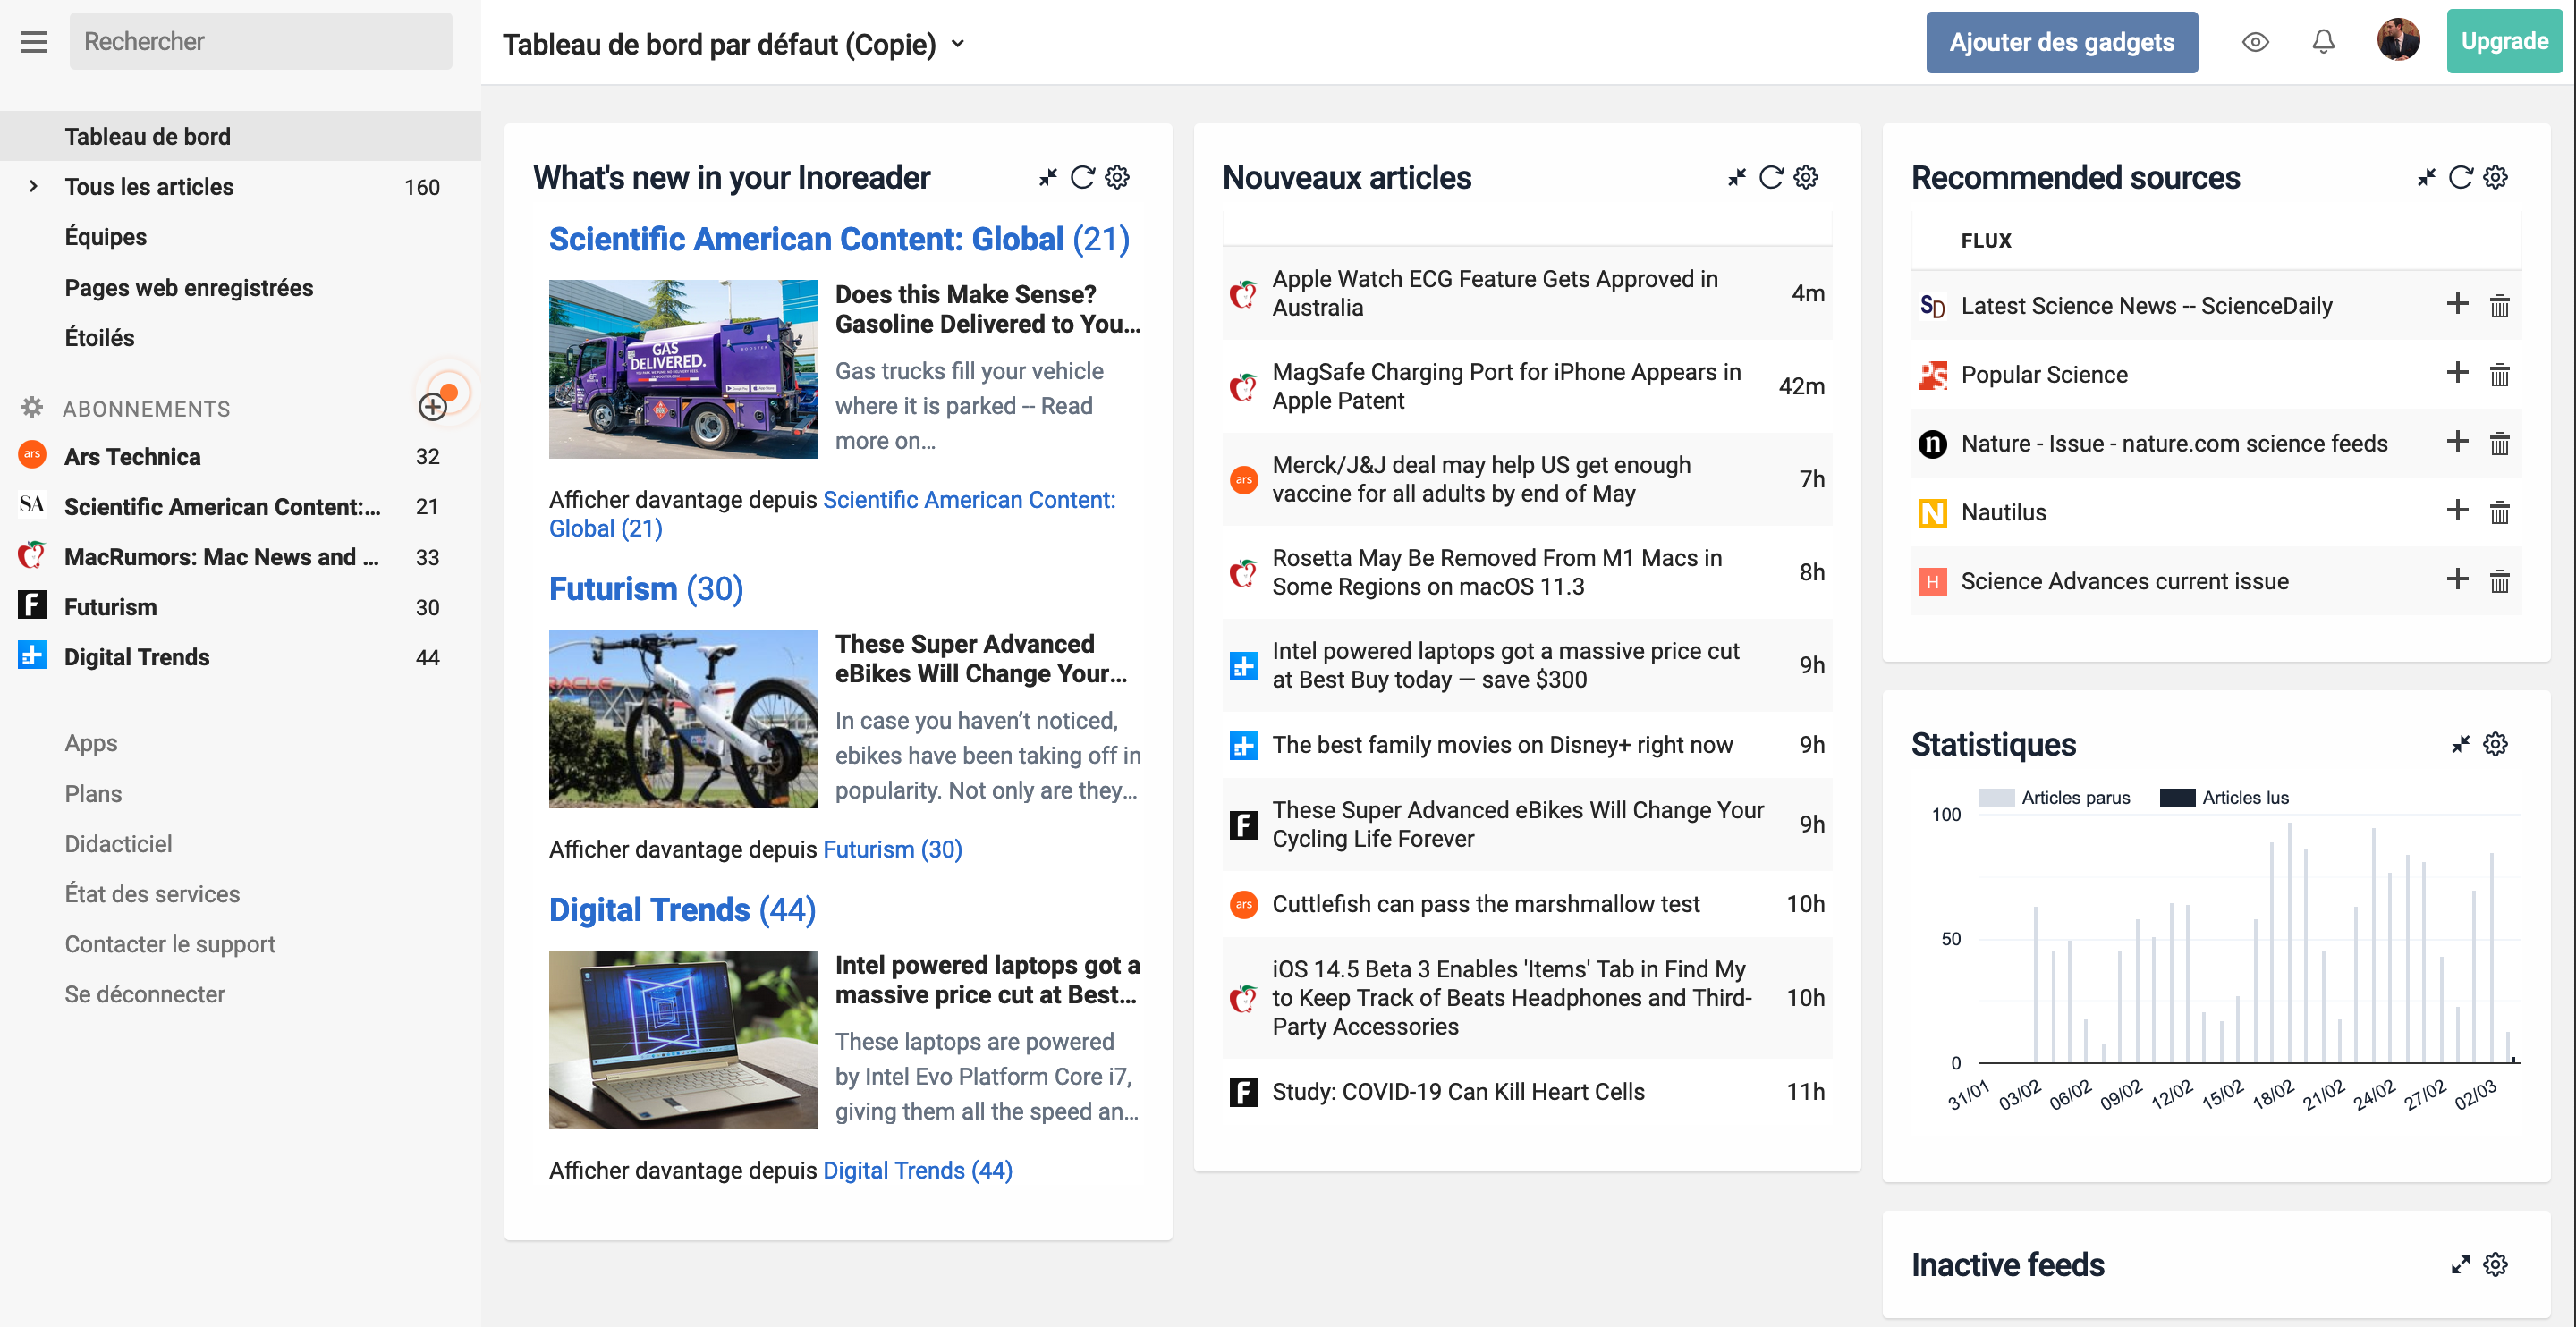 Rechercher
Tableau de bord par défaut (Copie)
Ajouter des gadgets
Upgrade
Tableau de bord
Tous les articles 160
Équipes
Pages web enregistrées
Étoilés
ABONNEMENTS
ars Ars Technica 32
SA Scientific American Content:... 21
MacRumors: Mac News and ... 33
F Futurism 30
Digital Trends 44
Apps
Plans
Didacticiel
État des services
Contacter le support
Se déconnecter
What's new in your Inoreader
Scientific American Content: Global (21)
GAS
DELIVERED.
BOOSTER
Does this Make Sense?
Gasoline Delivered to You...
Gas trucks fill your vehicle
where it is parked -- Read
more on...
Afficher davantage depuis Scientific American Content:
Global (21)
Futurism (30)
RACLE
These Super Advanced
eBikes Will Change Your...
In case you haven’t noticed,
ebikes have been taking off in
popularity. Not only are they...
Afficher davantage depuis Futurism (30)
Digital Trends (44)
Intel powered laptops got a
massive price cut at Best...
These laptops are powered
by Intel Evo Platform Core i7,
giving them all the speed an...
Afficher davantage depuis Digital Trends (44)
Nouveaux articles
Apple Watch ECG Feature Gets Approved in
Australia
4m
MagSafe Charging Port for iPhone Appears in
Apple Patent
42m
ars
Merck/J&J deal may help US get enough
vaccine for all adults by end of May
7h
Rosetta May Be Removed From M1 Macs in
Some Regions on macOS 11.3
8h
Intel powered laptops got a massive price cut
at Best Buy today — save $300
9h
The best family movies on Disney+ right now 9h
F
These Super Advanced eBikes Will Change Your
Cycling Life Forever
9h
ars Cuttlefish can pass the marshmallow test 10h
iOS 14.5 Beta 3 Enables 'Items' Tab in Find My
to Keep Track of Beats Headphones and Third-
Party Accessories
10h
F Study: COVID-19 Can Kill Heart Cells 11h
Recommended sources
FLUX
SD Latest Science News -- ScienceDaily
PS Popular Science
n Nature - Issue - nature.com science feeds
N Nautilus
H Science Advances current issue
Statistiques
Articles parus Articles lus
100
50
0
31/01 03/02 06/02 09/02 12/02 15/02 18/02 21/02 24/02 27/02 02/03
Inactive feeds